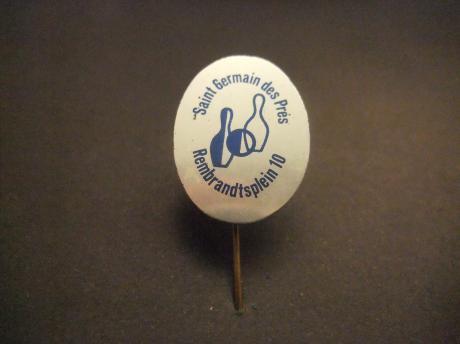 "Saint Germain des Prés
Rembrandtsplein 10